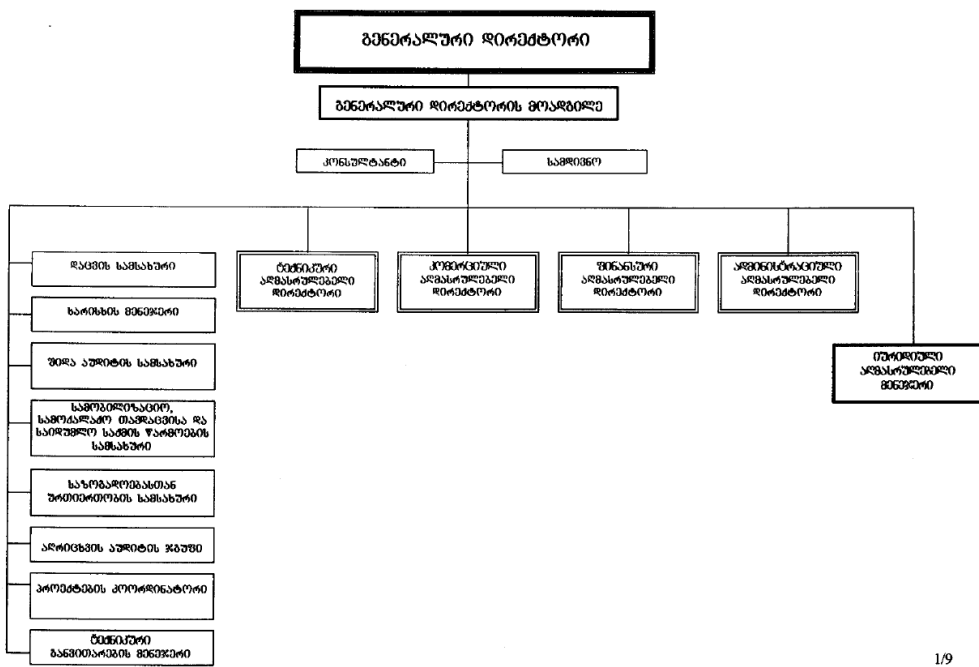 გენერალური დირექტორი
გენერალური დირექტორის მოადგილე
კონსულტანტი
სამდივნო
დაცვის სამსახური
ხარისხის მენეჯერი
შიდა აუდიტის სამსახური
სამობილიზაციო,
სამოქალაქო თავდაცვისა და
საიდუმლო საქმის წარმოების
სამსახური
საზოგადოებასთან
ურთიერთობის სამსახური
აღრიცხვის აუდიტის ჯგუფი
პროექტების კოორდინატორი
ტექნიკური
განვითარების მენეჯერი
ტექნიკური
აღმასრულებელი
დირექტორი
კომერციული
აღმასრულებელი
დირექტორი
ფინანსური
აღმასრულებელი
დირექტორი
ადმინისტრაციული
აღმასრულებელი
დირექტორი
იურიდიული
აღმასრულებელი
მენეჯერი
1/9